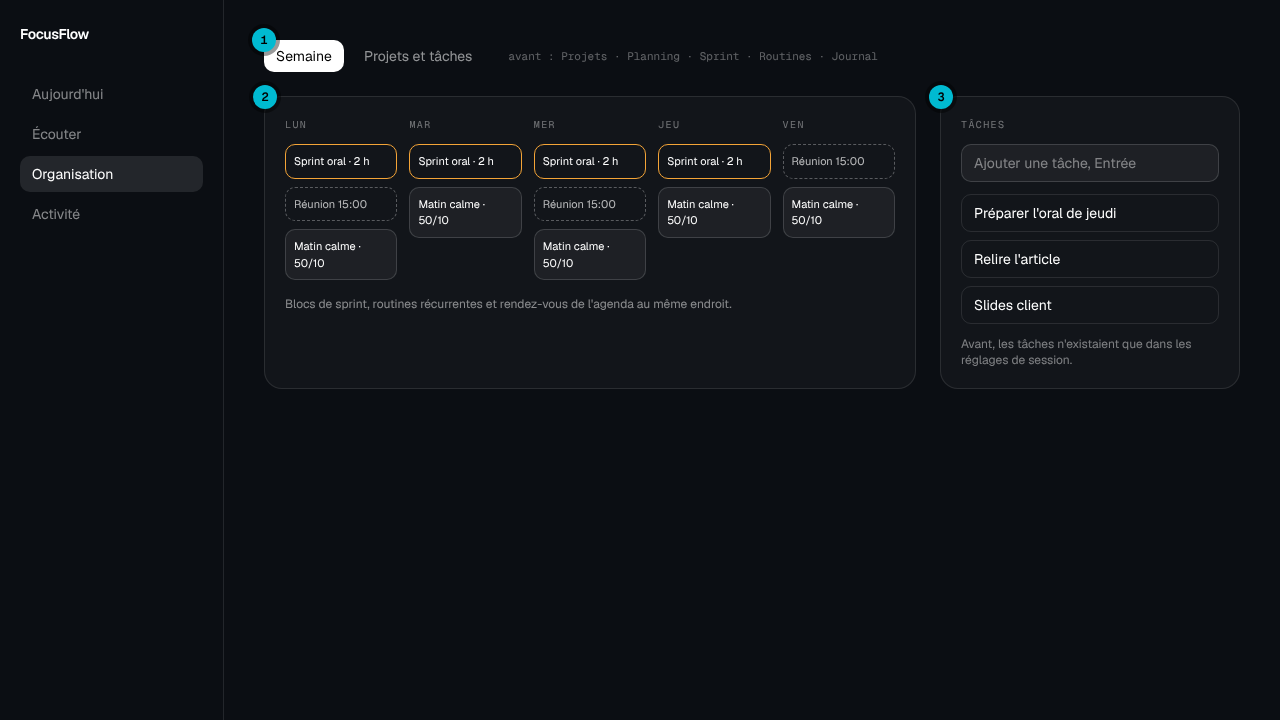 FocusFlow
Aujourd'hui
Écouter
Organisation
Activité
1
Semaine
Projets et tâches
avant : Projets · Planning · Sprint · Routines · Journal
2
LUN
Sprint oral · 2 h
Réunion 15:00
Matin calme ·
50/10
MAR
Sprint oral · 2 h
Matin calme ·
50/10
MER
Sprint oral · 2 h
Réunion 15:00
Matin calme ·
50/10
JEU
Sprint oral · 2 h
Matin calme ·
50/10
VEN
Réunion 15:00
Matin calme ·
50/10
Blocs de sprint, routines récurrentes et rendez-vous de l'agenda au même endroit.
3
TÂCHES
Ajouter une tâche, Entrée
Préparer l'oral de jeudi
Relire l'article
Slides client
Avant, les tâches n'existaient que dans les
réglages de session.